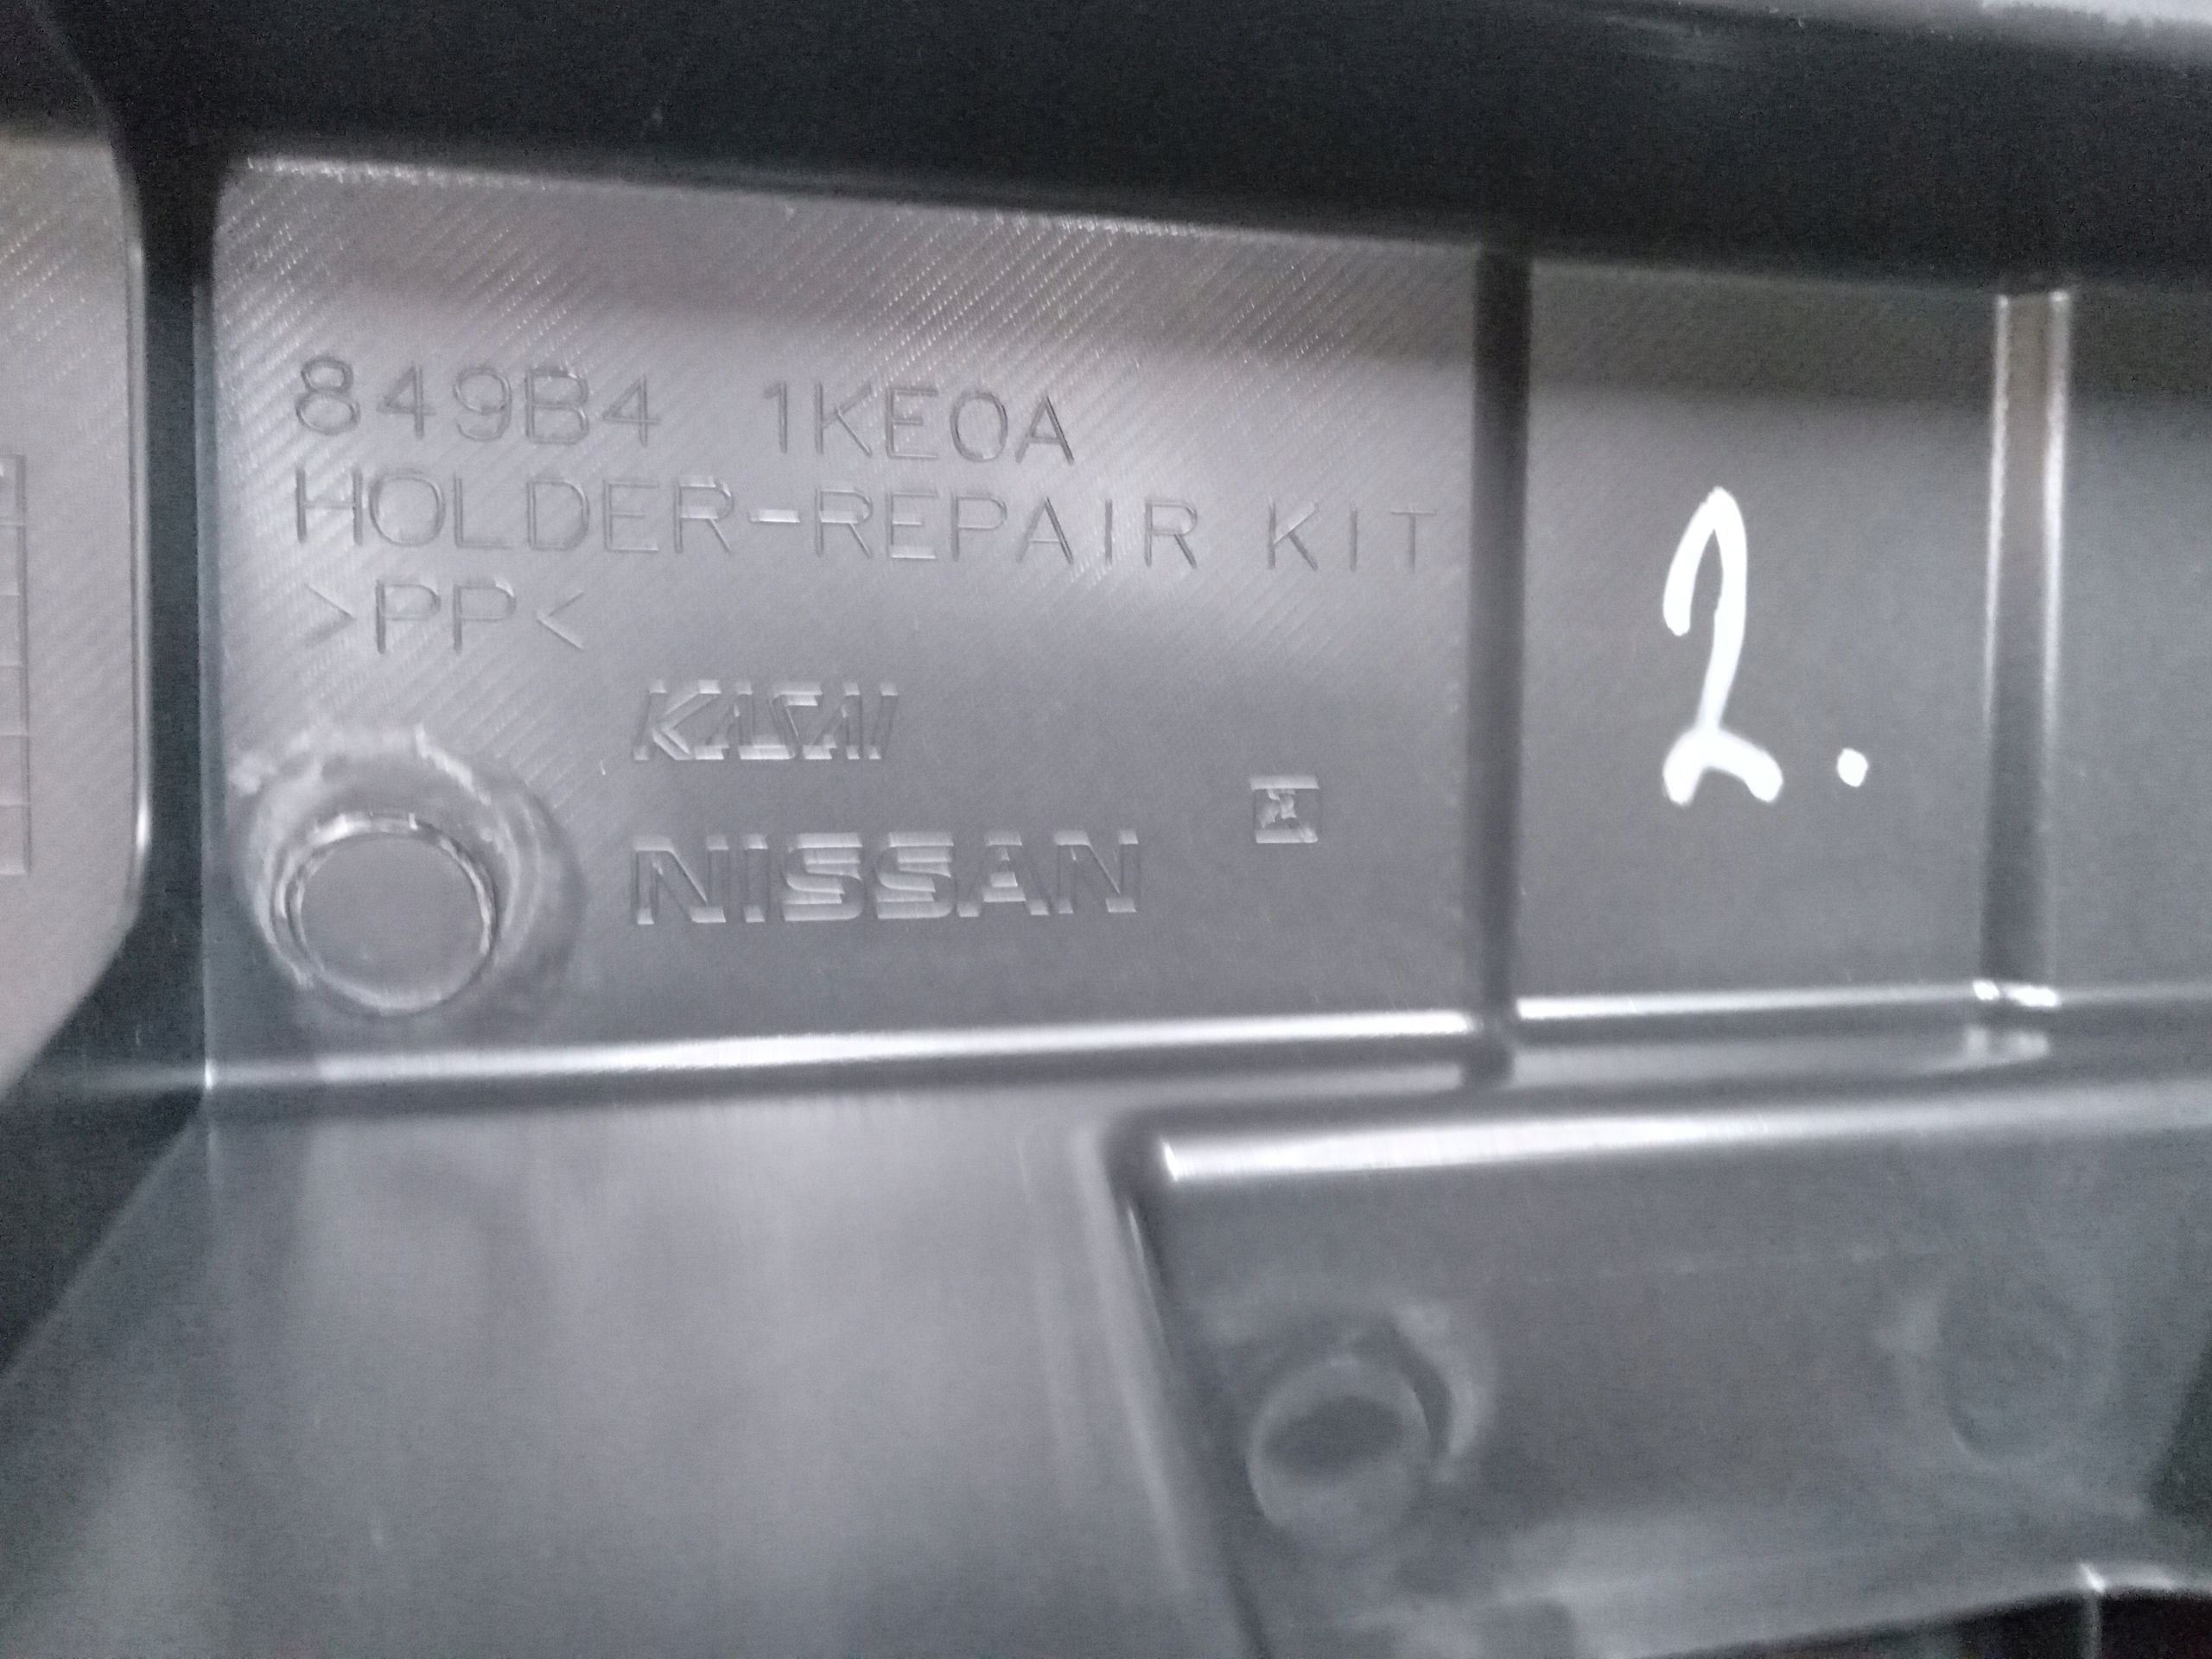 849B4 1KE0A
HOLDER-REPAIR KIT
>PP<
KASAI
NISSAN
2.